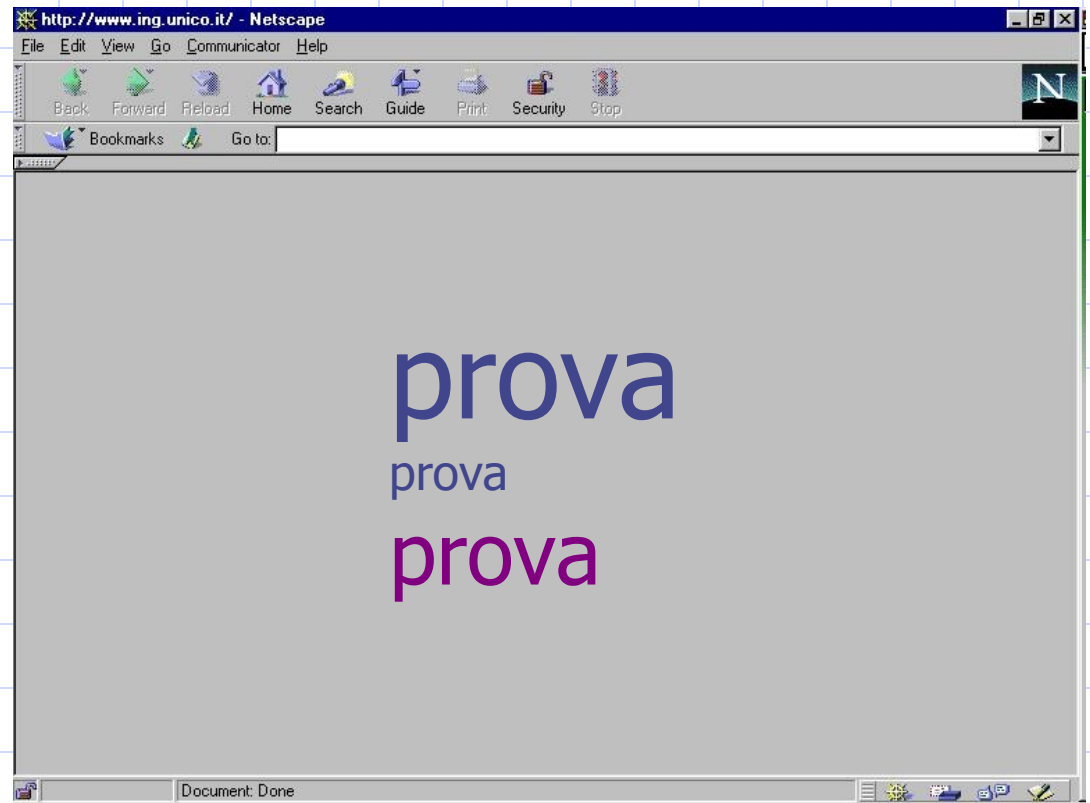 http://www.ing.unico.it/ - Netscape
File Edit View Go Communicator Help
Back Forward Reload Home Search Guide Print Security Stop
N
Bookmarks Go to:
prova
prova
prova
Document: Done